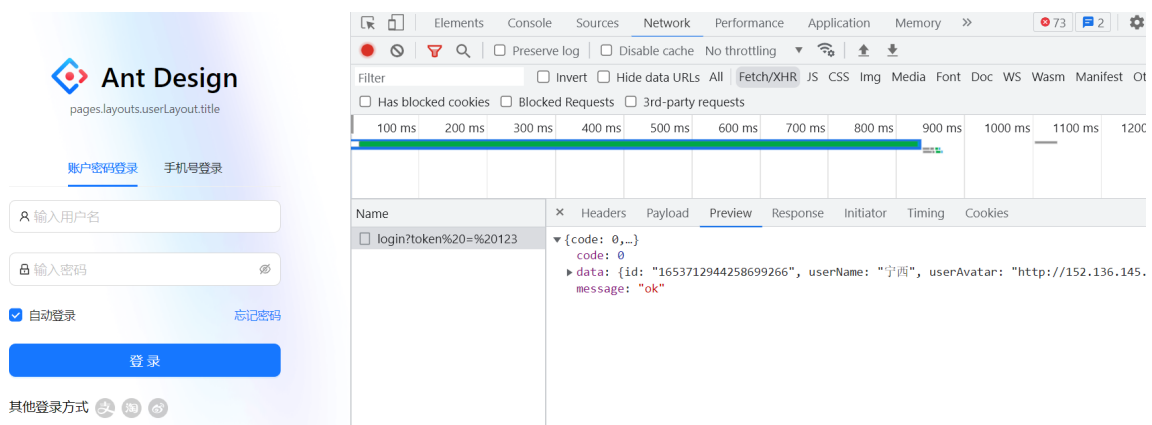 Ant Design
pages.layouts.userLayout.title
账户密码登录 手机号登录
输入用户名
输入密码
自动登录 忘记密码
登 录
其他登录方式
Elements Console Sources Network Performance Application Memory » 73 2
Preserve log Disable cache No throttling
Filter Invert Hide data URLs All Fetch/XHR JS CSS Img Media Font Doc WS Wasm Manifest Ot
Has blocked cookies Blocked Requests 3rd-party requests
100 ms 200 ms 300 ms 400 ms 500 ms 600 ms 700 ms 800 ms 900 ms 1000 ms 1100 ms 1200
Name × Headers Payload Preview Response Initiator Timing Cookies
login?token%20=%20123
{code: 0,…}
code: 0
data: {id: "1653712944258699266", userName: "宁西", userAvatar: "http://152.136.145.
message: "ok"